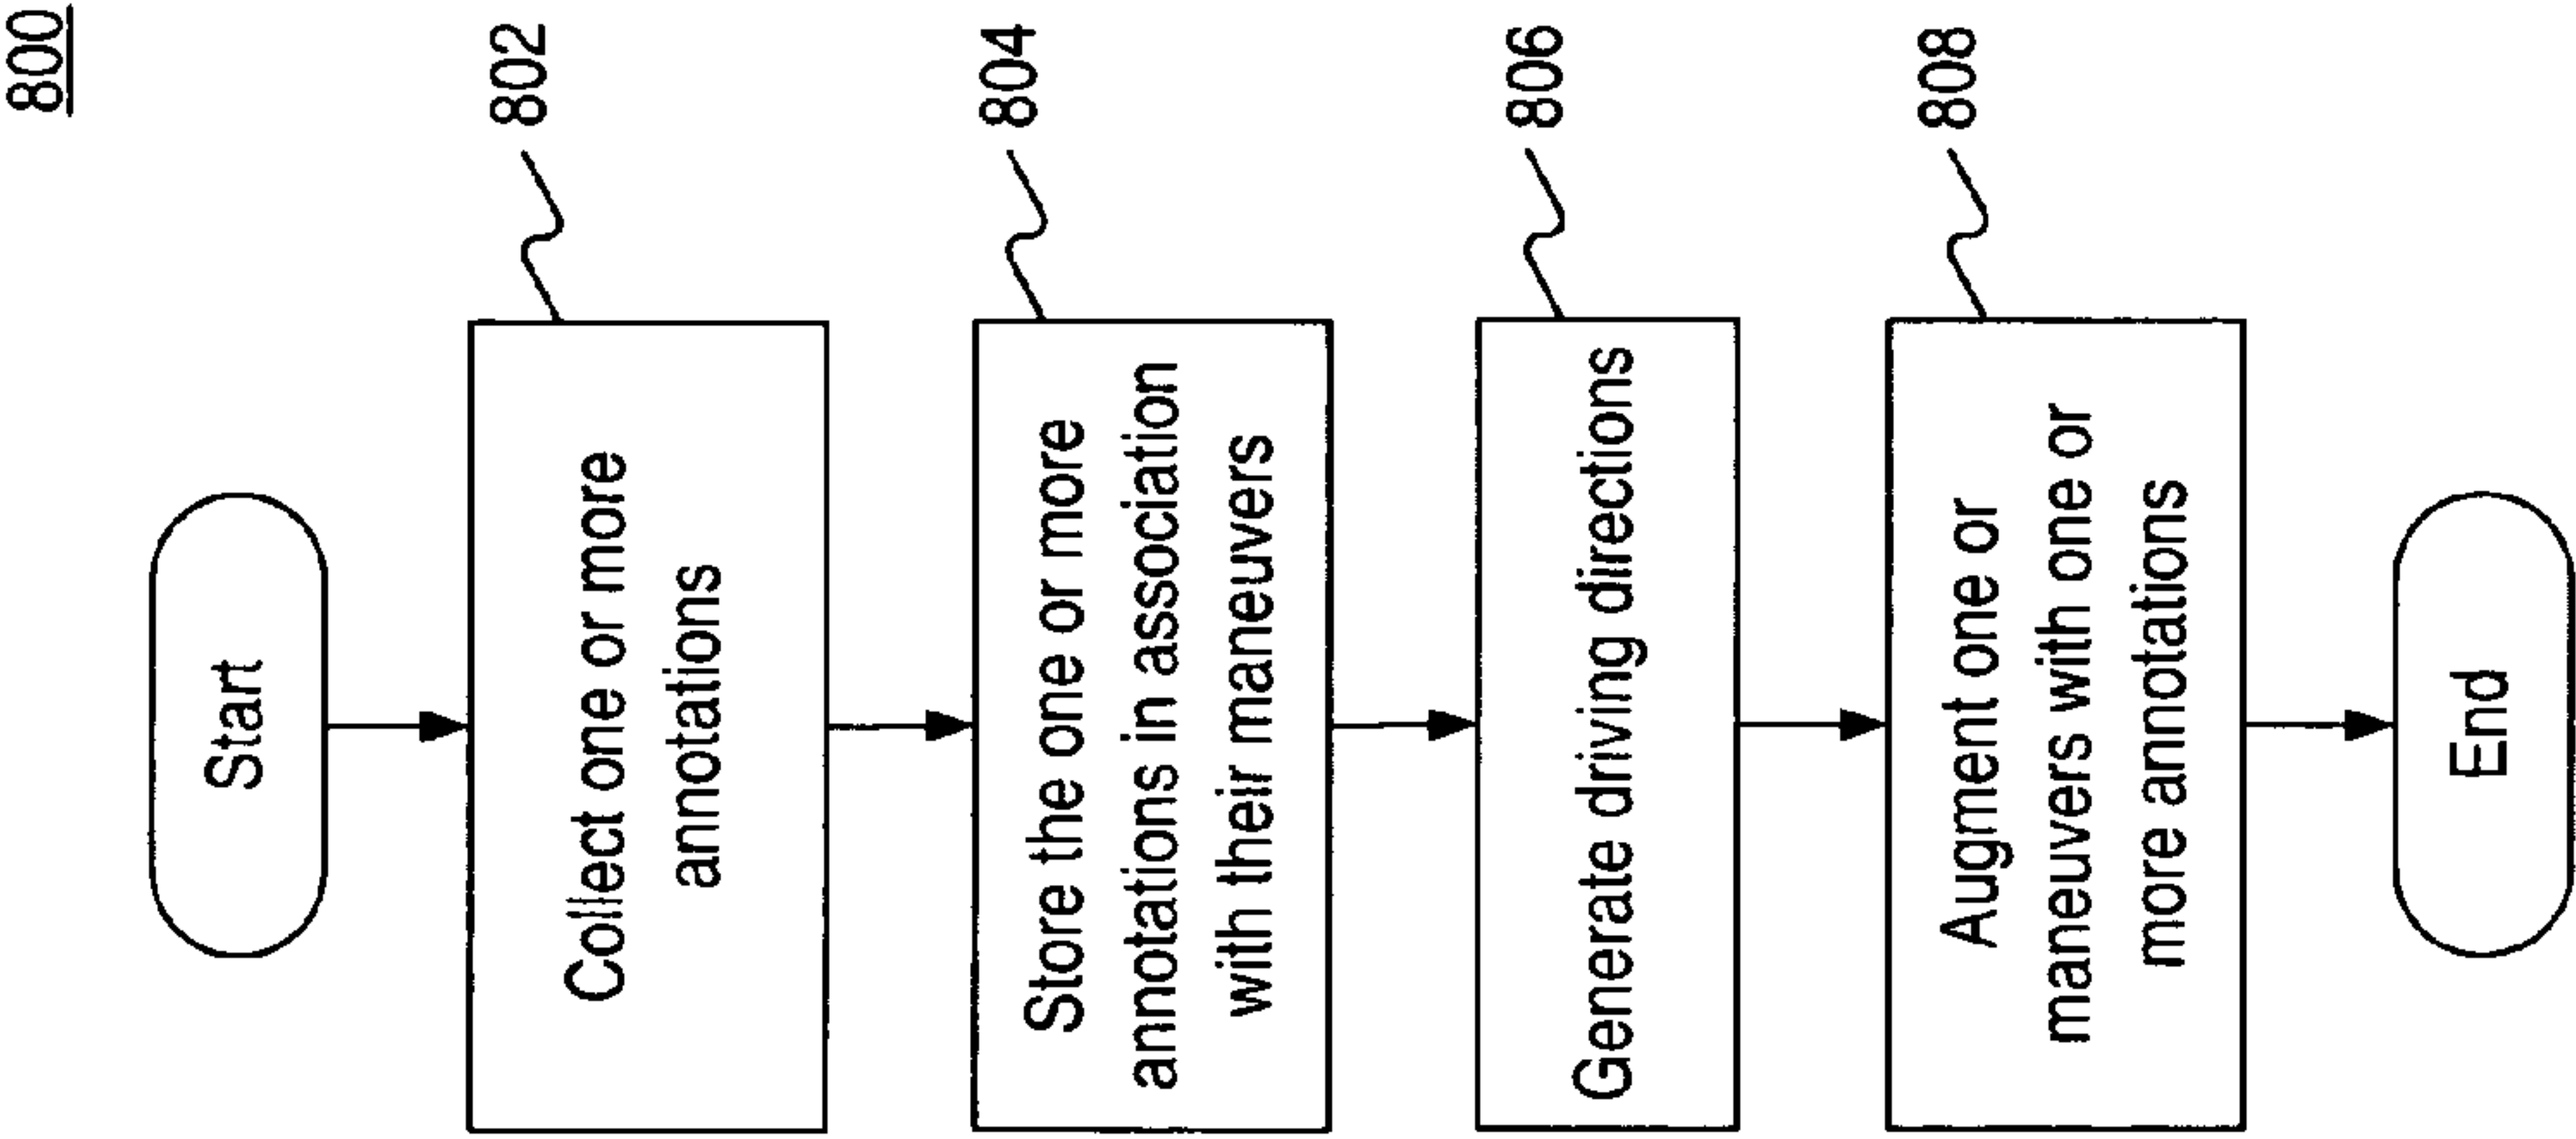 800
Start
Collect one or more
annotations
802
Store the one or more
annotations in association
with their maneuvers
804
Generate driving directions
806
Augment one or
maneuvers with one or
more annotations
808
End